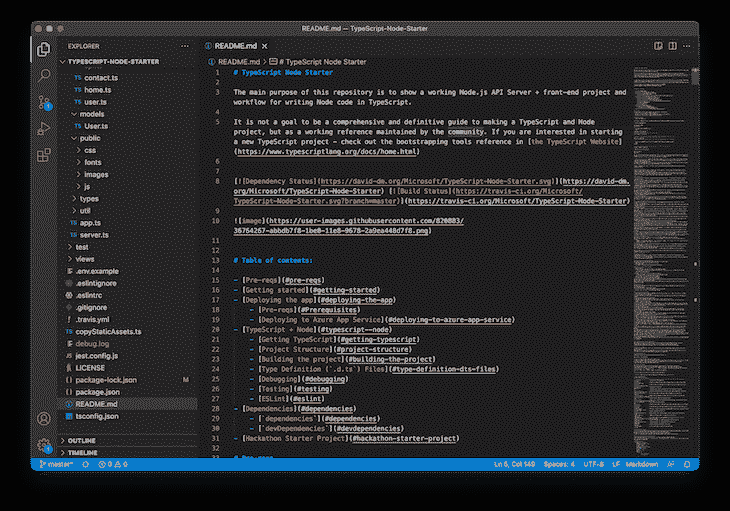 README.md — TypeScript-Node-Starter
EXPLORER
TYPESCRIPT-NODE-STARTER
contact.ts
home.ts
user.ts
models
User.ts
public
css
fonts
images
js
types
util
app.ts
server.ts
test
views
.env.example
.eslintignore
.eslintrc
.gitignore
.travis.yml
copyStaticAssets.ts
debug.log
jest.config.js
LICENSE
package-lock.json M
package.json
README.md
tsconfig.json
OUTLINE
TIMELINE
README.md
README.md > # TypeScript Node Starter
1 # TypeScript Node Starter
2
3 The main purpose of this repository is to show a working Node.js API Server + front-end project and
workflow for writing Node code in TypeScript.
4
5 It is not a goal to be a comprehensive and definitive guide to making a TypeScript and Node
project, but as a working reference maintained by the community. If you are interested in starting
a new TypeScript project - check out the bootstrapping tools reference in [the TypeScript Website]
(https://www.typescriptlang.org/docs/home.html)
6
7
8 [![Dependency Status](https://david-dm.org/Microsoft/TypeScript-Node-Starter.svg)](https://david-dm.
org/Microsoft/TypeScript-Node-Starter) [![Build Status](https://travis-ci.org/Microsoft/
TypeScript-Node-Starter.svg?branch=master)](https://travis-ci.org/Microsoft/TypeScript-Node-Starter)
9
10 ![image](https://user-images.githubusercontent.com/820883/
36764267-abbdb7f8-1be0-11e8-9678-2a9ea448d7f8.png)
11
12
13 # Table of contents:
14
15 - [Pre-reqs](#pre-reqs)
16 - [Getting started](#getting-started)
17 - [Deploying the app](#deploying-the-app)
18 - [Pre-reqs](#Prerequisites)
19 - [Deploying to Azure App Service](#deploying-to-azure-app-service)
20 - [TypeScript + Node](#typescript--node)
21 - [Getting TypeScript](#getting-typescript)
22 - [Project Structure](#project-structure)
23 - [Building the project](#building-the-project)
24 - [Type Definition (`.d.ts`) Files](#type-definition-dts-files)
25 - [Debugging](#debugging)
26 - [Testing](#testing)
27 - [ESLint](#eslint)
28 - [Dependencies](#dependencies)
29 - [`dependencies`](#dependencies)
30 - [`devDependencies`](#devdependencies)
31 - [Hackathon Starter Project](#hackathon-starter-project)
32
master* 0 0 Ln 6, Col 149 Spaces: 4 UTF-8 LF Markdown